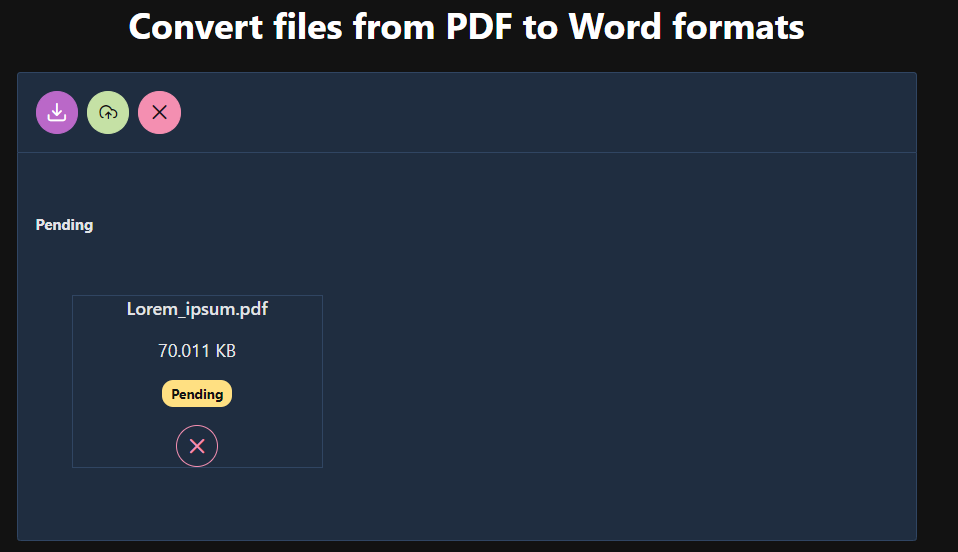 Convert files from PDF to Word formats
Pending
Lorem_ipsum.pdf
70.011 KB
Pending